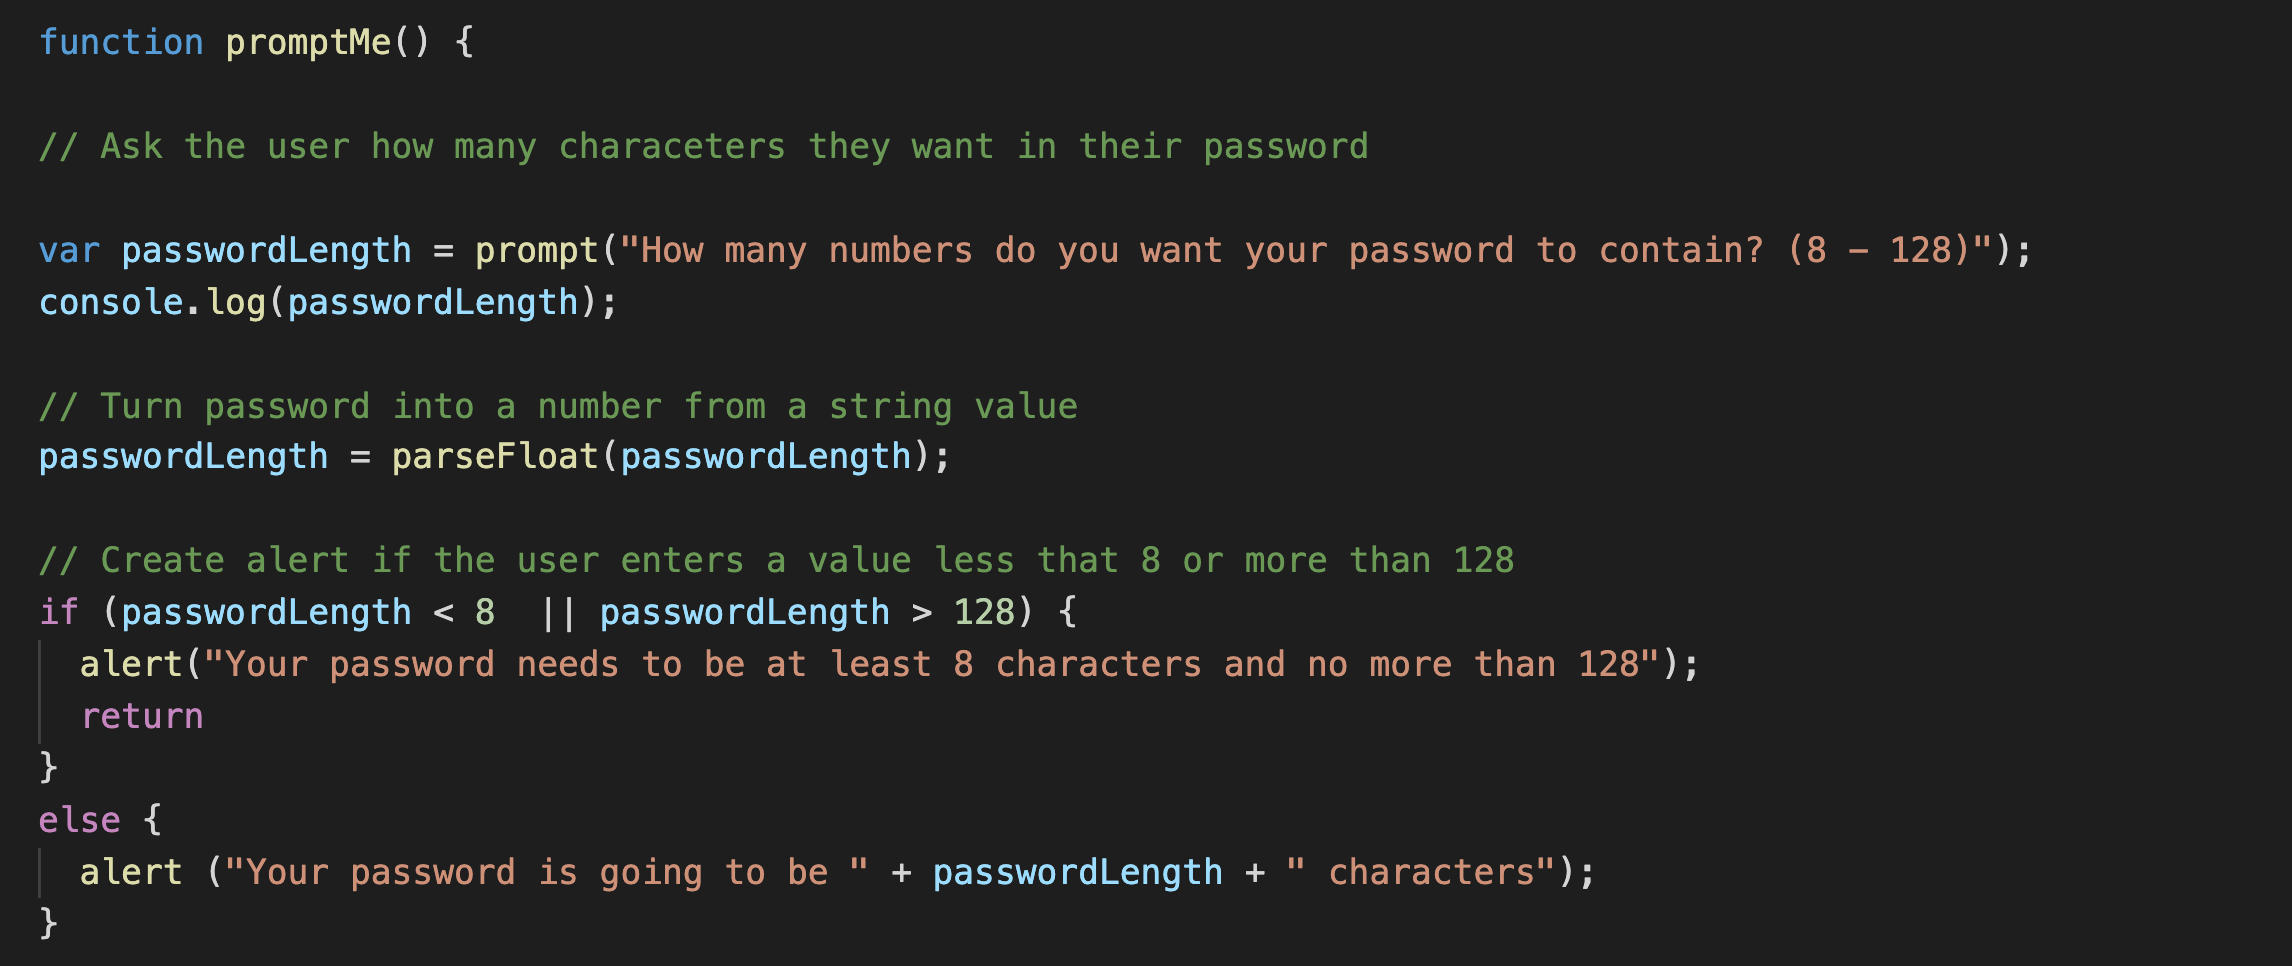 function promptMe() {
// Ask the user how many characeters they want in their password
var passwordLength = prompt("How many numbers do you want your password to contain? (8 - 128)");
console.log(passwordLength);
// Turn password into a number from a string value
passwordLength = parseFloat(passwordLength);
// Create alert if the user enters a value less that 8 or more than 128
if (passwordLength < 8  || passwordLength > 128) {
  alert("Your password needs to be at least 8 characters and no more than 128");
  return
}
else {
  alert ("Your password is going to be " + passwordLength + " characters");
}